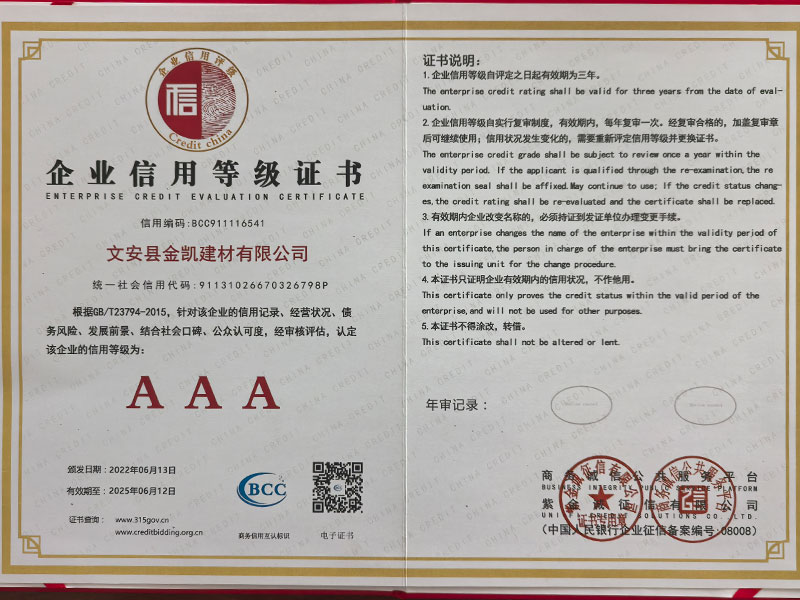 企业信用评级
信
Credit china
企业信用等级证书
ENTERPRISE CREDIT EVALUATION CERTIFICATE
信用编码:BCC911116541
文安县金凯建材有限公司
统一社会信用代码:91131026670326798P
根据GB/T23794-2015，针对该企业的信用记录、经营状况、债
务风险、发展前景、结合社会口碑、公众认可度，经审核评估，认定
该企业的信用等级为：
AAA
颁发日期：2022年06月13日
有效期至：2025年06月12日
证书查询： www.315gov.cn
www.creditbidding.org.cn
BCC
商务信用互认标识
电子证书
证书说明：
1. 企业信用等级自评定之日起有效期为三年。
The enterprise credit rating shall be valid for three years from the date of eval-
uation.
2. 企业信用等级自实行复审制度，有效期内，每年复审一次。经复审合格的，加盖复审章
后可继续使用；信用状况发生变化的，需要重新评定信用等级并更换证书。
The enterprise credit grade shall be subject to review once a year within the
validity period. If the applicant is qualified through the re-examination,the re
examination seal shall be affixed.May continue to use; If the credit status chang-
es,the credit rating shall be re-evaluated and the certificate shall be replaced.
3. 有效期内企业改变名称的，必须持证到发证单位办理变更手续。
If an enterprise changes the name of the enterprise within the validity period of
this certificate,the person in charge of the enterprise must bring the certificate
to the issuing unit for the change procedure.
4. 本证书只证明企业有效期内的信用状况，不作他用。
This certificate only proves the credit status within the valid period of the
enterprise,and will not be used for other purposes.
5. 本证书不得涂改，转借。
This certificate shall not be altered or lent.
年审记录：
商务诚信公共服务平台
BUSINESS INTEGRITY PUBLIC SERVICE PLATFORM
紫金诚征信有限公司
CREDIT SOLUTIONS CO.LTD.
(中国人民银行企业征信备案编号:08008)
证书专用章